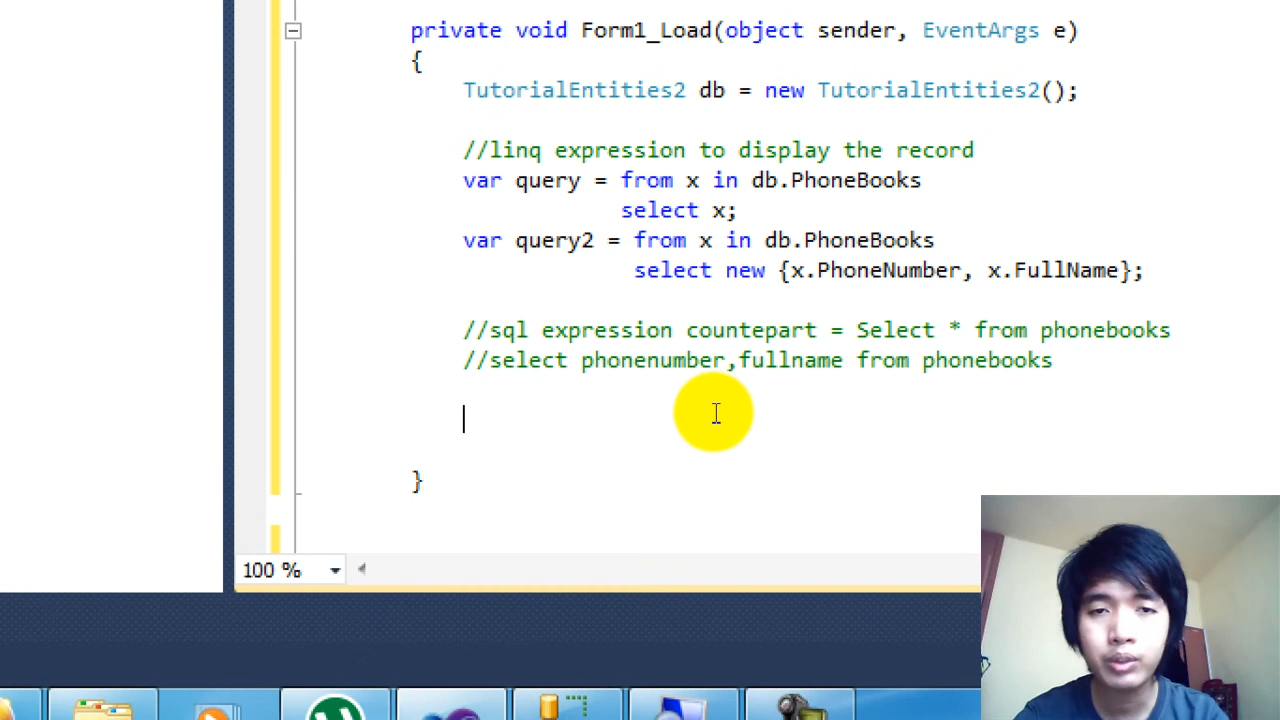 private void Form1_Load(object sender, EventArgs e)
{
TutorialEntities2 db = new TutorialEntities2();
//linq expression to display the record
var query = from x in db.PhoneBooks
select x;
var query2 = from x in db.PhoneBooks
select new {x.PhoneNumber, x.FullName};
//sql expression countepart = Select * from phonebooks
//select phonenumber,fullname from phonebooks
}
100 %